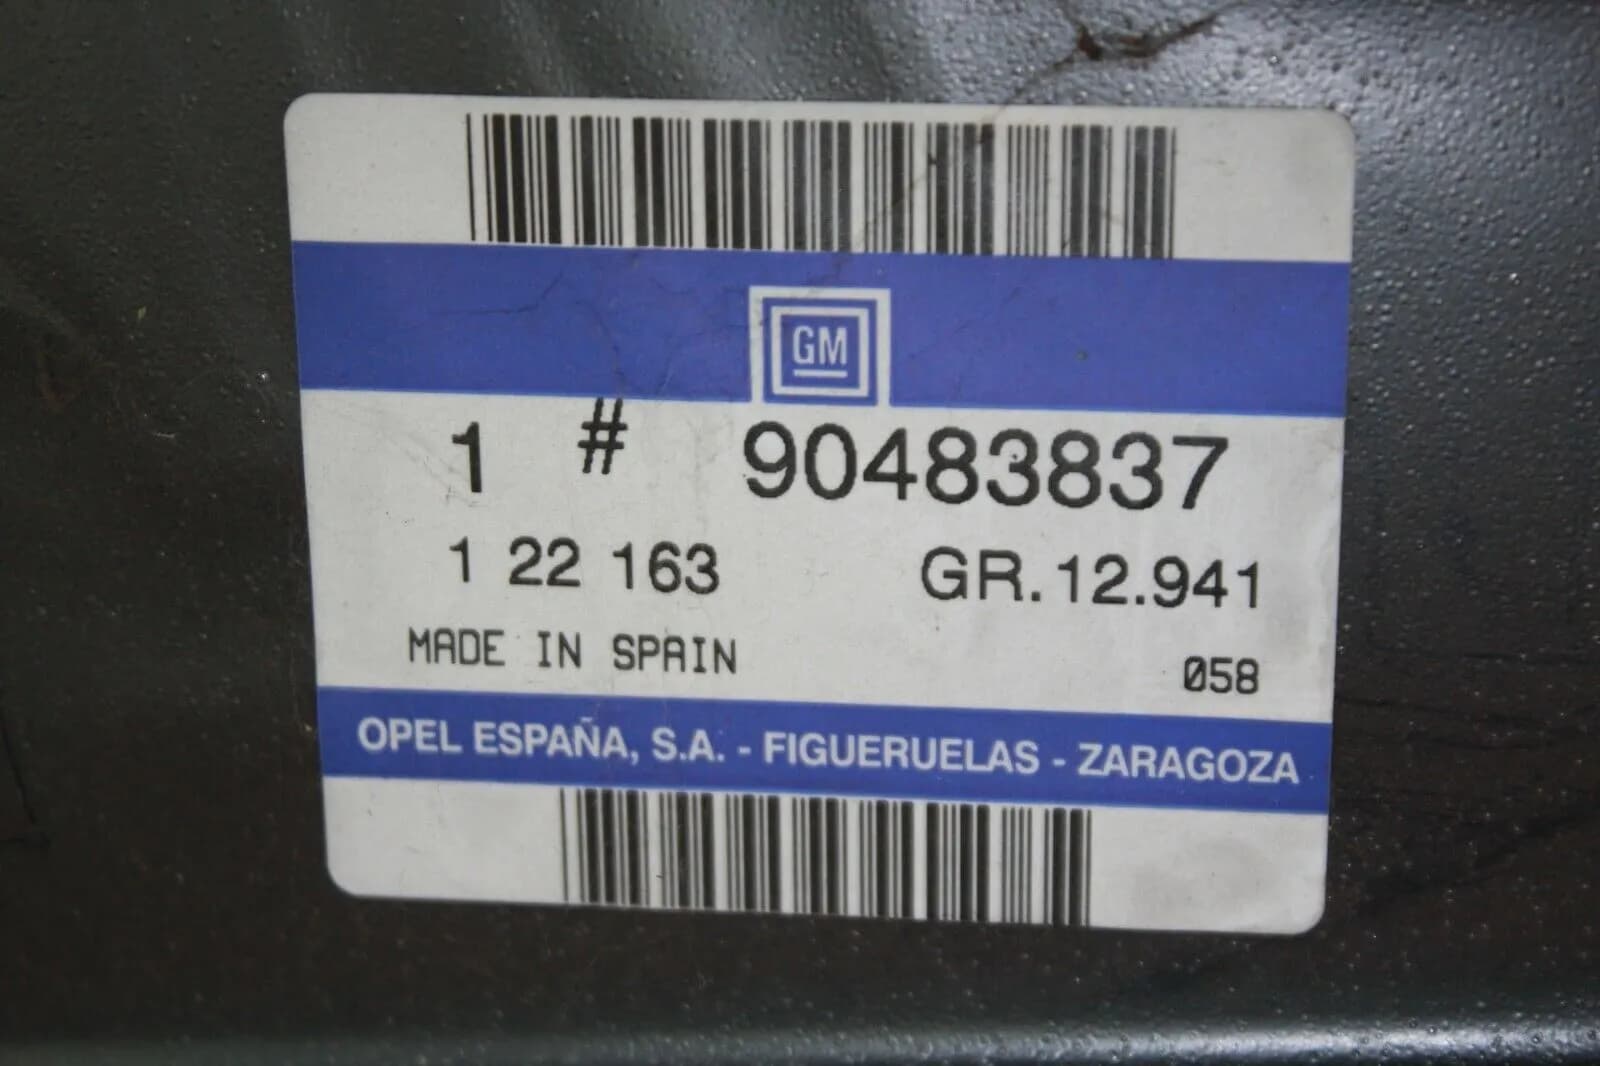 GM
1 # 90483837
1 22 163 GR.12.941
MADE IN SPAIN 058
OPEL ESPAÑA, S.A. - FIGUERUELAS - ZARAGOZA